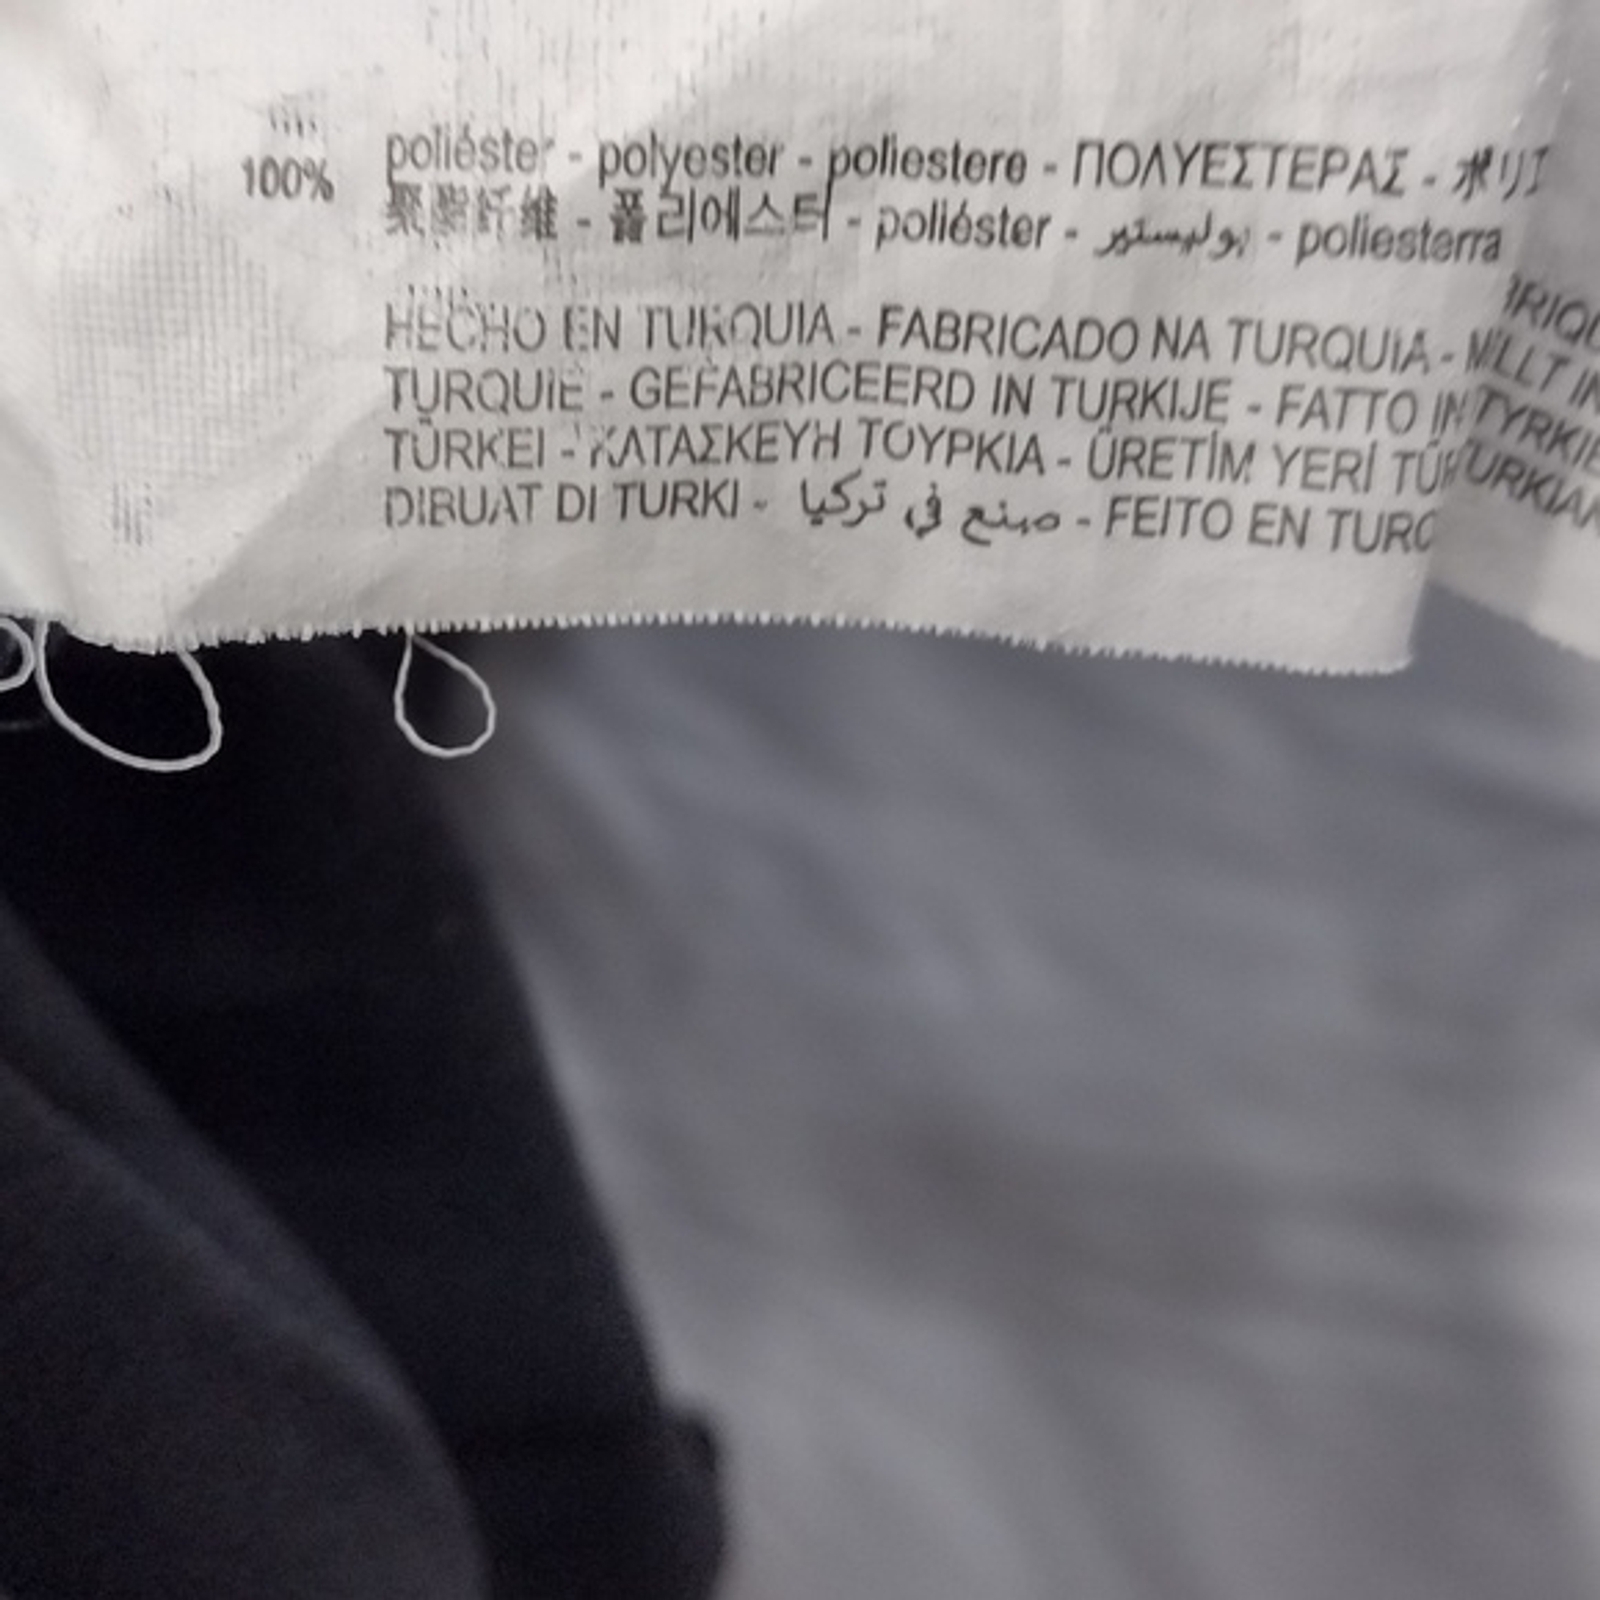 100% poliéster - polyester - poliestere - ΠΟΛΥΕΣΤΕΡΑΣ - ポリエ
聚酯纤维 - 폴리에스터 - poliéster - بوليستر - poliesterra
HECHO EN TURQUIA - FABRICADO NA TURQUIA -
TURQUIE - GEFABRICEERD IN TURKIJE - FATTO IN
TÜRKEI - ΚΑΤΑΣΚΕΥΗ ΤΟΥΡΚΙΑ - ÜRETİM YERİ
DIBUAT DI TURKI - صنع في تركيا - FEITO EN